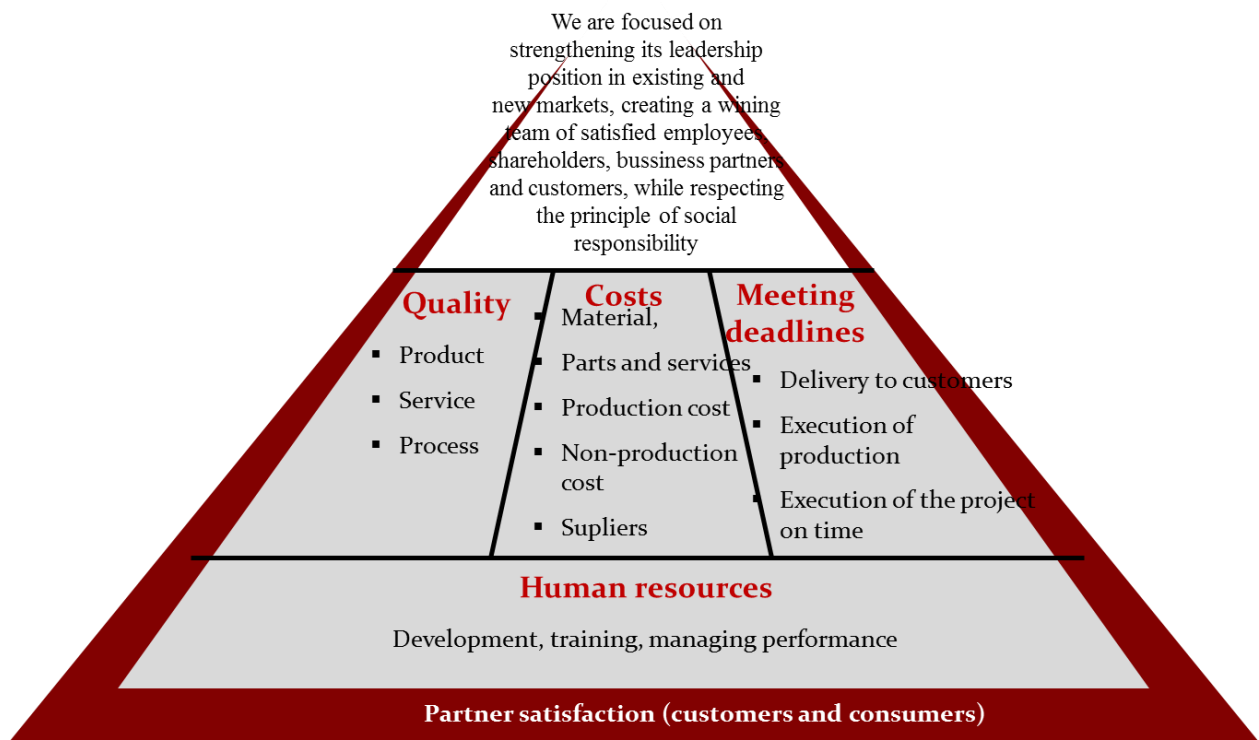 We are focused on
strengthening its leadership
position in existing and
new markets, creating a wining
team of satisfied employees,
shareholders, bussiness partners
and customers, while respecting
the principle of social
responsibility
Quality
▪ Product
▪ Service
▪ Process
Costs
▪ Material,
▪ Parts and services
▪ Production cost
▪ Non-production
cost
▪ Supliers
Meeting
deadlines
▪ Delivery to customers
▪ Execution of
production
▪ Execution of the project
on time
Human resources
Development, training, managing performance
Partner satisfaction (customers and consumers)